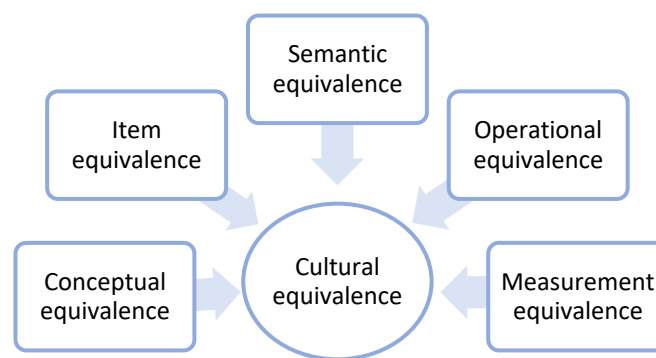 Semantic
equivalence
Item
equivalence
Operational
equivalence
Conceptual
equivalence
Cultural
equivalence
Measurement
equivalence